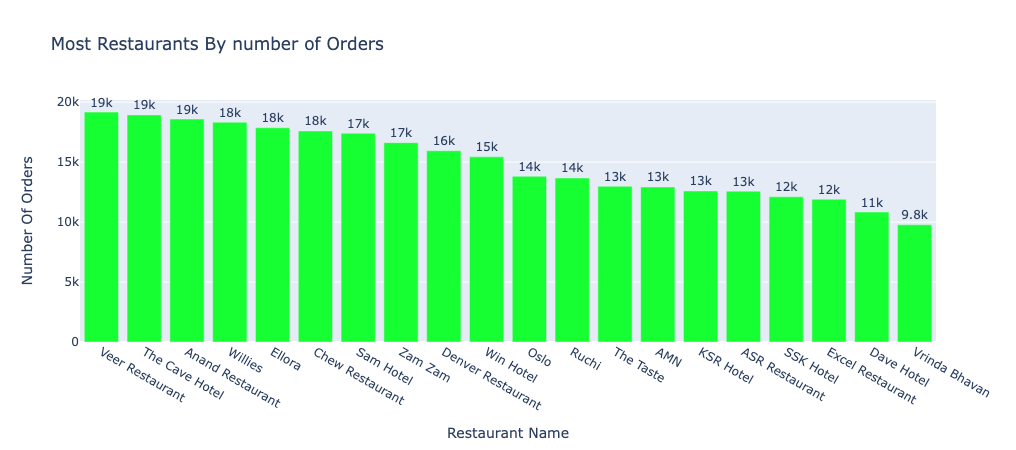 Most Restaurants By number of Orders
Number Of Orders
20k
15k
10k
5k
0
19k
19k
19k
18k
18k
18k
17k
17k
16k
15k
14k
14k
13k
13k
13k
13k
12k
12k
11k
9.8k
Veer Restaurant
The Cave Hotel
Anand Restaurant
Willies
Ellora
Chew Restaurant
Sam Hotel
Zam Zam
Denver Restaurant
Win Hotel
Oslo
Ruchi
The Taste
AMN
KSR Hotel
ASR Restaurant
SSK Hotel
Excel Restaurant
Dave Hotel
Vrinda Bhavan
Restaurant Name